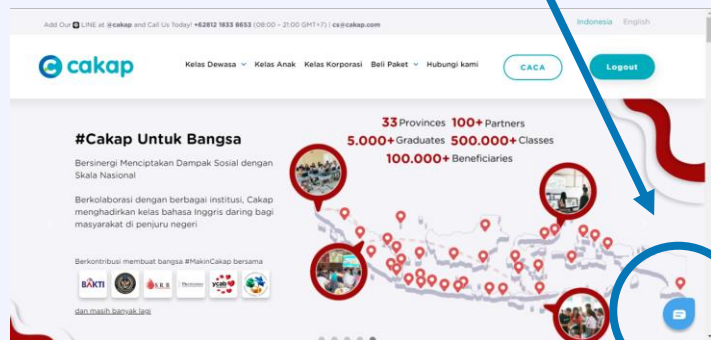 Add Our LINE at @cakap and Call Us Today! +62812 1833 8653 (08:00 - 21:00 GMT+7) | cs@cakap.com
Indonesia English
cakap
Kelas Dewasa Kelas Anak Kelas Korporasi Beli Paket Hubungi kami
CACA
Logout
#Cakap Untuk Bangsa
Bersinergi Menciptakan Dampak Sosial dengan
Skala Nasional
Berkolaborasi dengan berbagai institusi, Cakap
menghadirkan kelas bahasa Inggris daring bagi
masyarakat di penjuru negeri
Berkontribusi membuat bangsa #MakinCakap bersama
BAKTI
ycab
dan masih banyak lagi
33 Provinces 100+ Partners
5.000+ Graduates 500.000+ Classes
100.000+ Beneficiaries